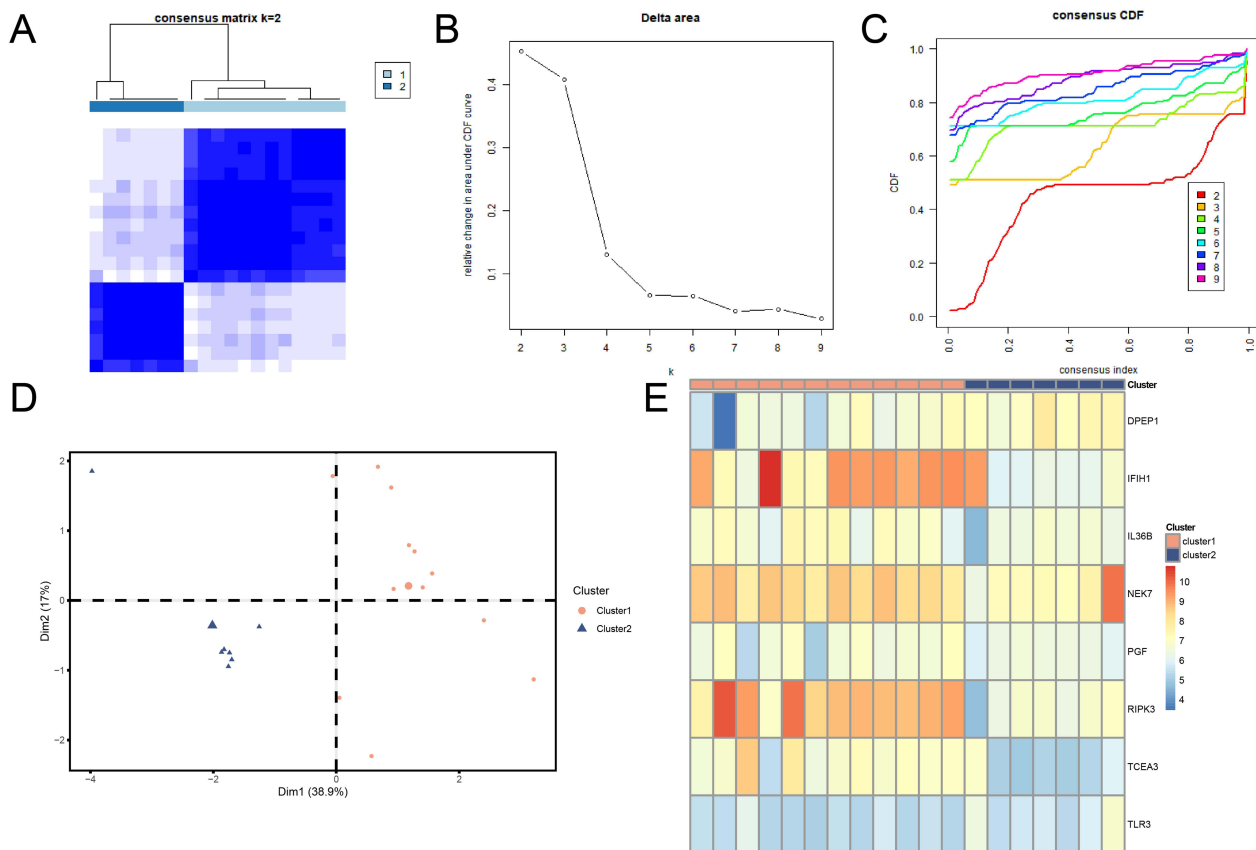 A
consensus matrix k=2
1
2
B
Delta area
relative change in area under CDF curve
0.4
0.3
0.2
0.1
2 3 4 5 6 7 8 9
k
C
consensus CDF
CDF
1.0
0.8
0.6
0.4
0.2
0.0
2
3
4
5
6
7
8
9
0.0 0.2 0.4 0.6 0.8 1.0
consensus index
D
Dim2 (17%)
2
1
0
−1
−2
−4 −2 0 2
Dim1 (38.9%)
Cluster
Cluster1
Cluster2
E
Cluster
DPEP1
IFIH1
IL36B
NEK7
PGF
RIPK3
TCEA3
TLR3
Cluster
cluster1
cluster2
10
9
8
7
6
5
4